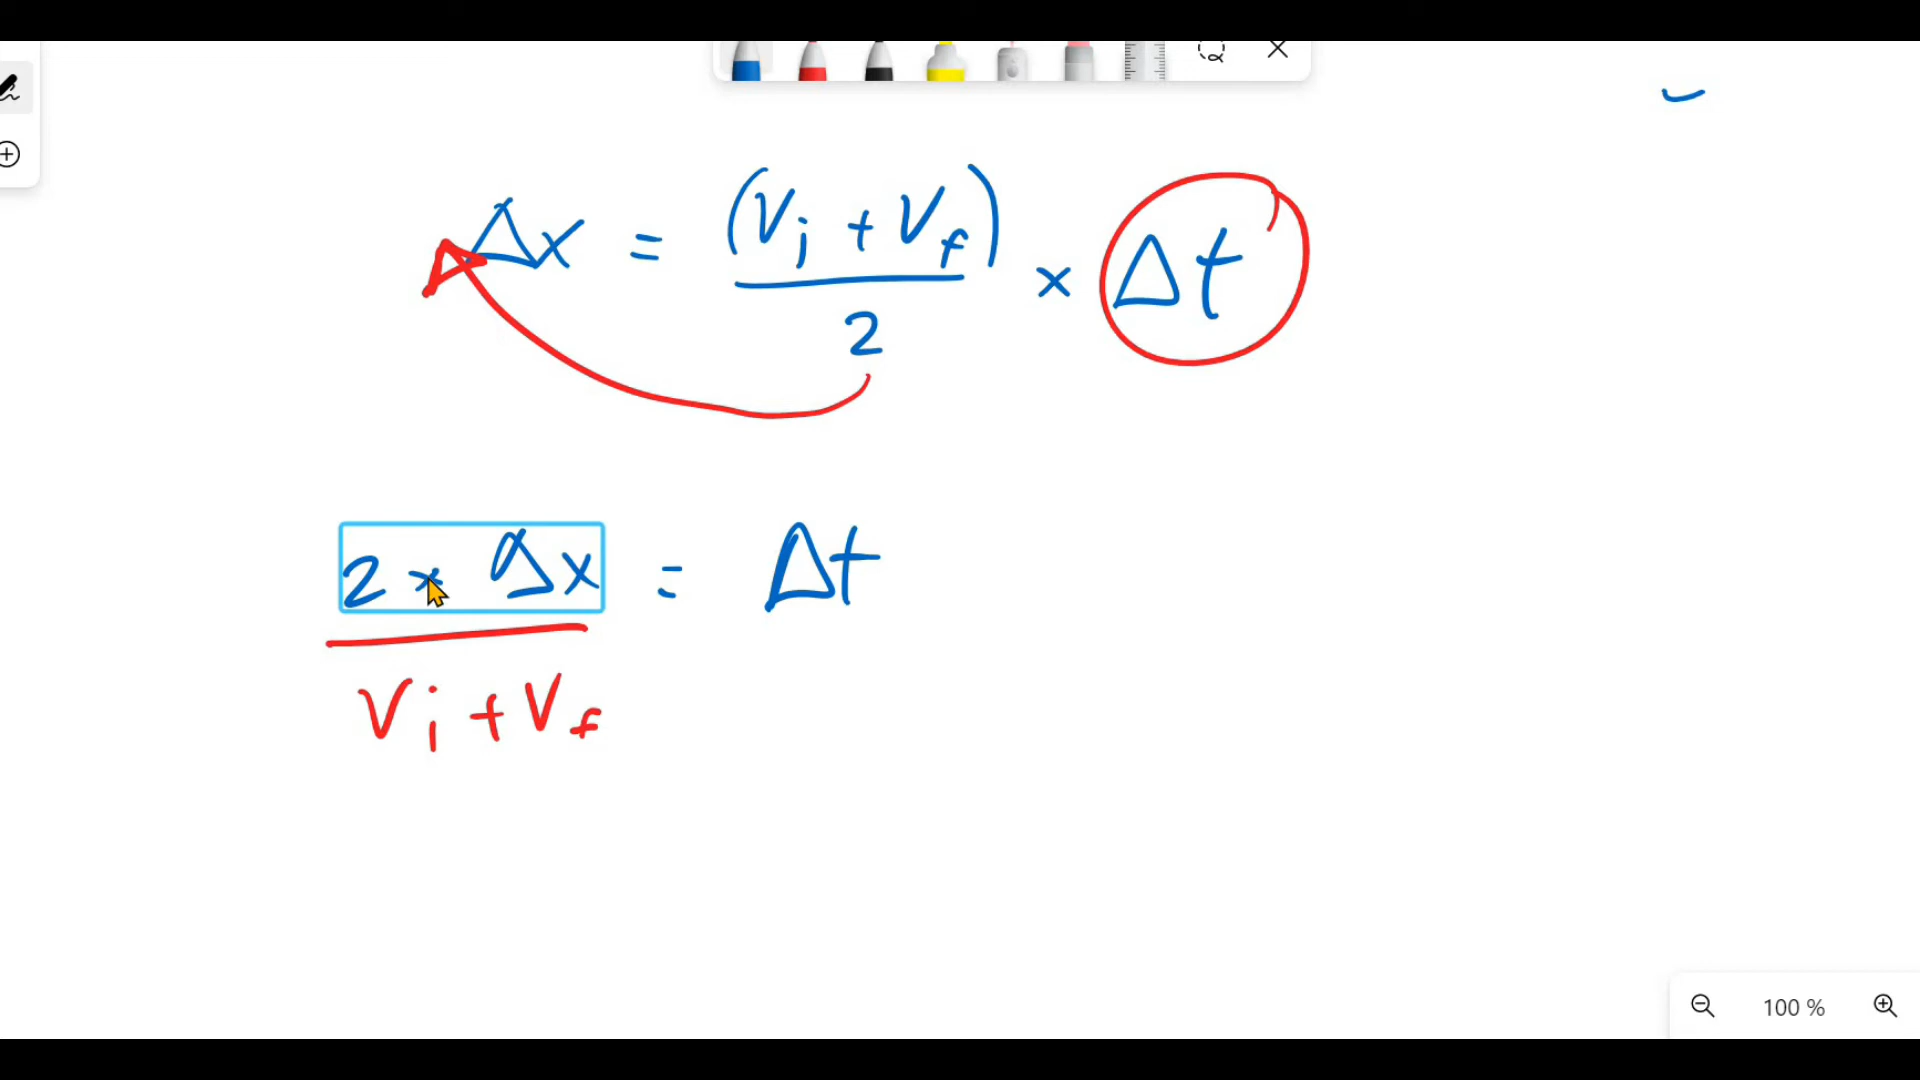 Δx = (Vi + Vf) / 2 × Δt
2 × Δx / Vi + Vf = Δt
100 %